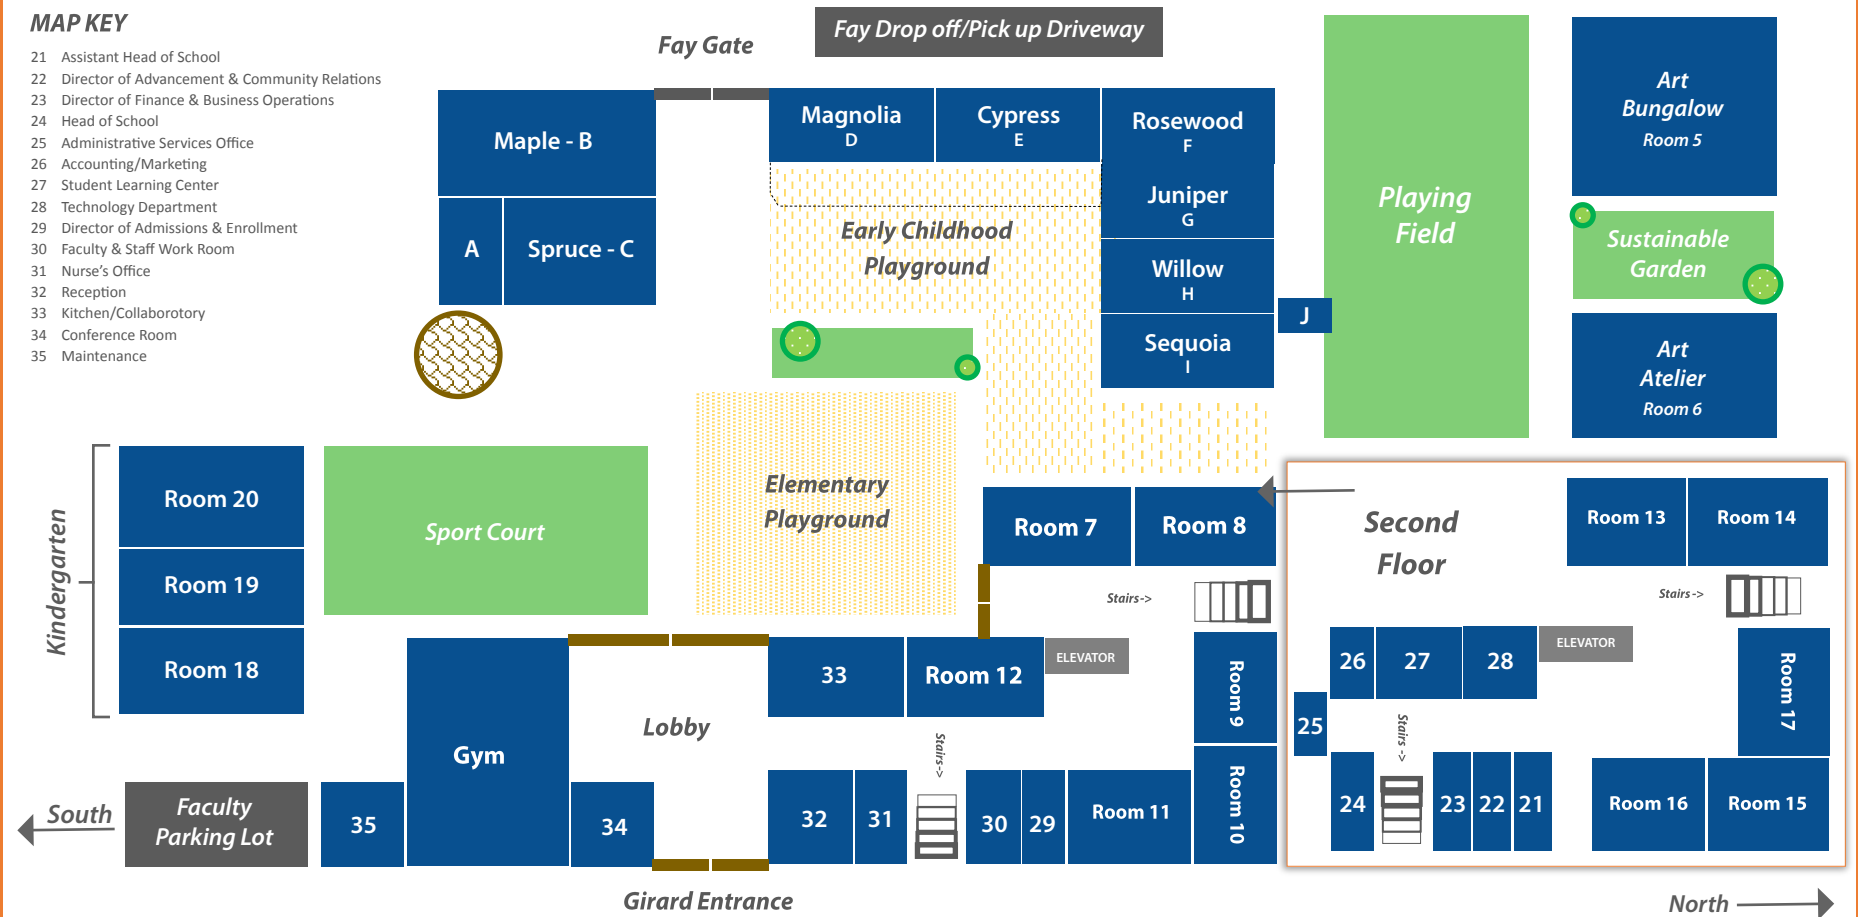 MAP KEY
21 Assistant Head of School
22 Director of Advancement & Community Relations
23 Director of Finance & Business Operations
24 Head of School
25 Administrative Services Office
26 Accounting/Marketing
27 Student Learning Center
28 Technology Department
29 Director of Admissions & Enrollment
30 Faculty & Staff Work Room
31 Nurse's Office
32 Reception
33 Kitchen/Collaborotory
34 Conference Room
35 Maintenance
Fay Gate
Fay Drop off/Pick up Driveway
Maple - B
A
Spruce - C
Magnolia
D
Cypress
E
Rosewood
F
Juniper
G
Willow
H
Sequoia
I
J
Early Childhood
Playground
Playing
Field
Art
Bungalow
Room 5
Sustainable
Garden
Art
Atelier
Room 6
Kindergarten
Room 20
Room 19
Room 18
Sport Court
Elementary
Playground
Room 7
Room 8
Stairs->
ELEVATOR
Room 9
Room 10
33
Room 12
Lobby
Gym
Stairs->
32
31
30
29
Room 11
34
35
Faculty
Parking Lot
South
Girard Entrance
Second
Floor
Room 13
Room 14
Stairs->
26
27
28
ELEVATOR
Room 17
25
Stairs ->
24
23
22
21
Room 16
Room 15
North